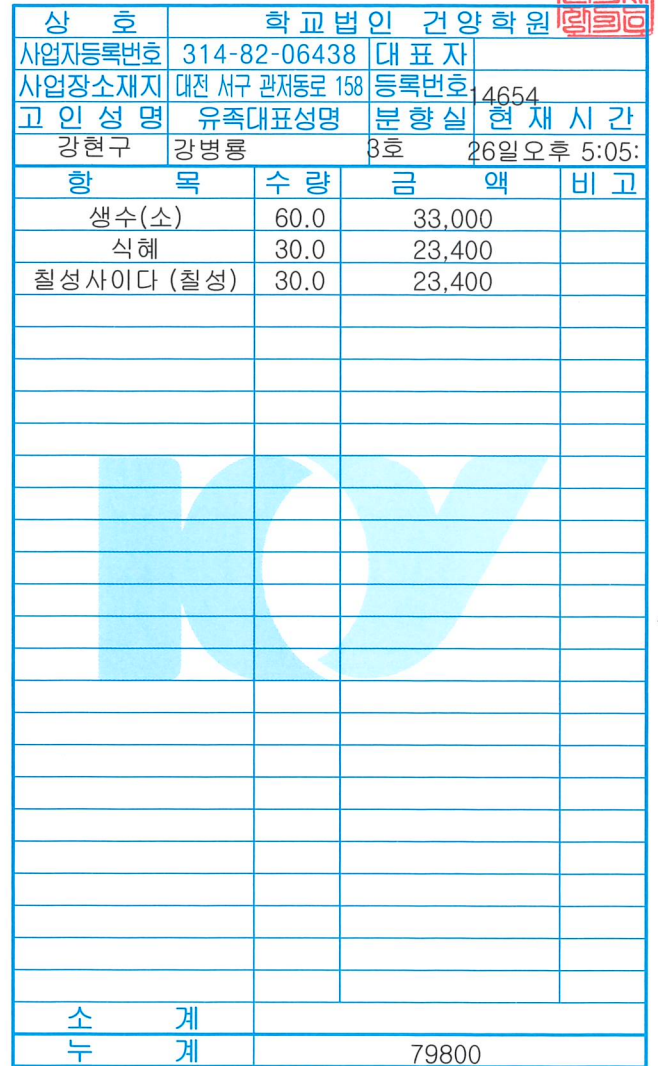 상 호 학교법인 건양학원
사업자등록번호 314-82-06438 대표자
사업장소재지 대전 서구 관저동로 158 등록번호 14654
고인성명 유족대표성명 분향실 현재시간
강현구 강병룡 3호 26일오후 5:05:
항 목 수량 금 액 비고
생수(소) 60.0 33,000
식혜 30.0 23,400
칠성사이다 (칠성) 30.0 23,400
소 계
누 계 79800